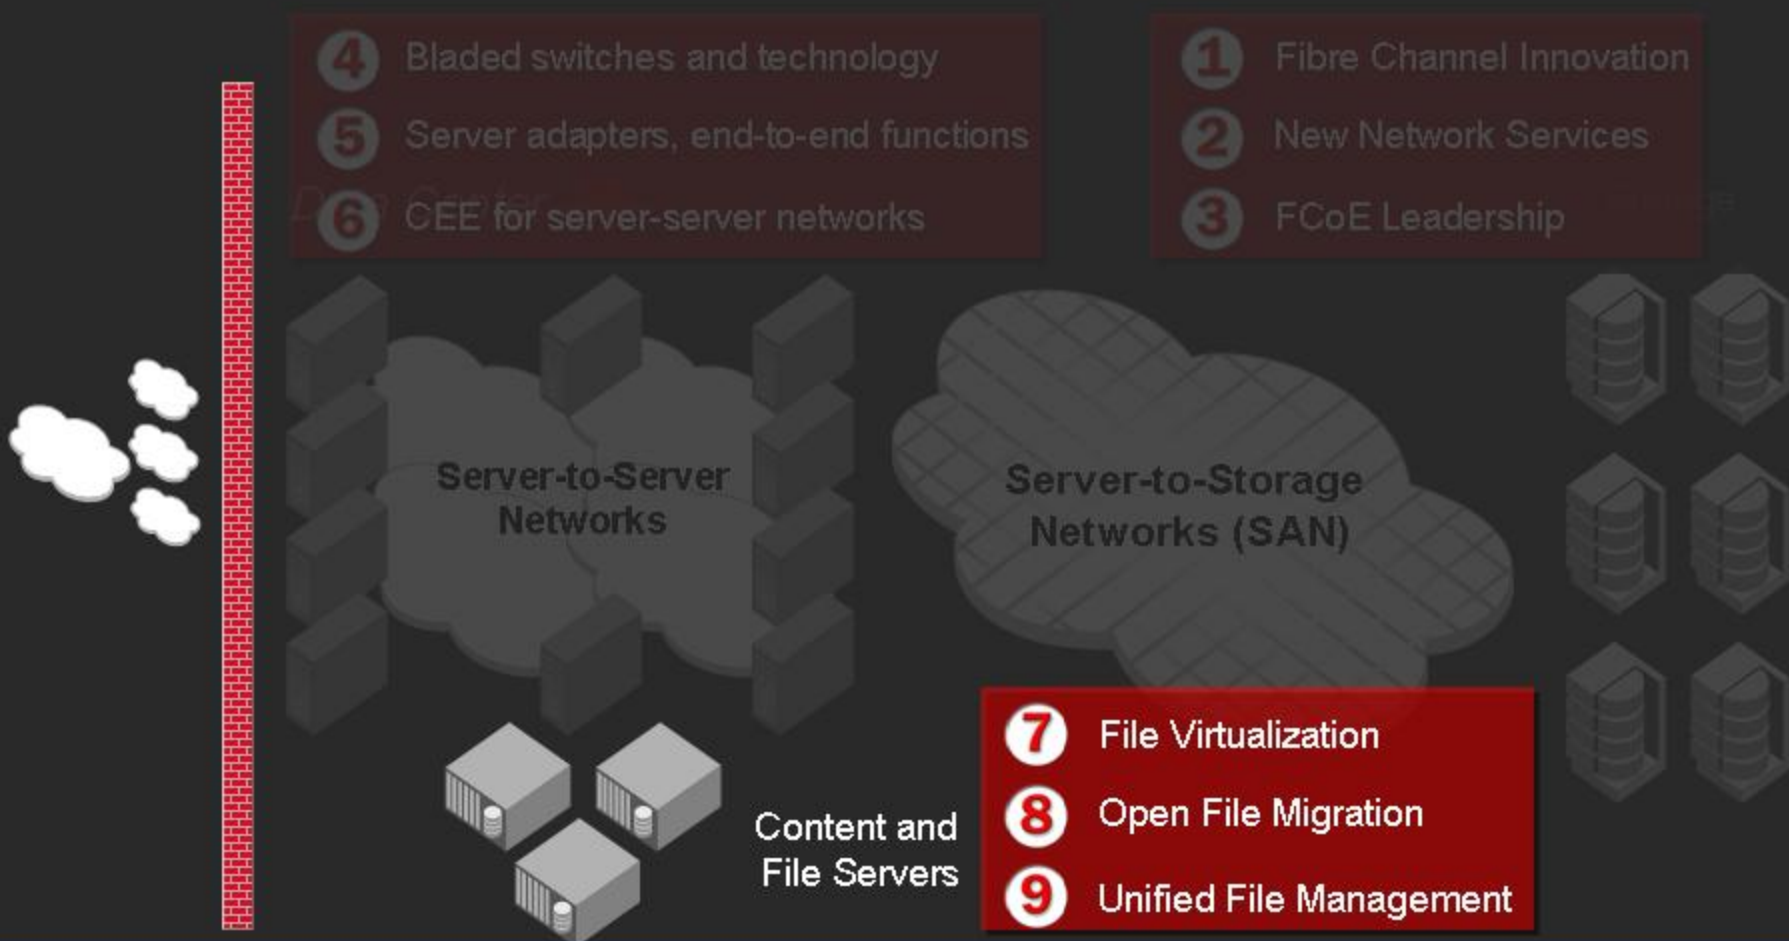 4 Bladed switches and technology
5 Server adapters, end-to-end functions
6 CEE for server-server networks
1 Fibre Channel Innovation
2 New Network Services
3 FCoE Leadership
Server-to-Server
Networks
Server-to-Storage
Networks (SAN)
Content and
File Servers
7 File Virtualization
8 Open File Migration
9 Unified File Management